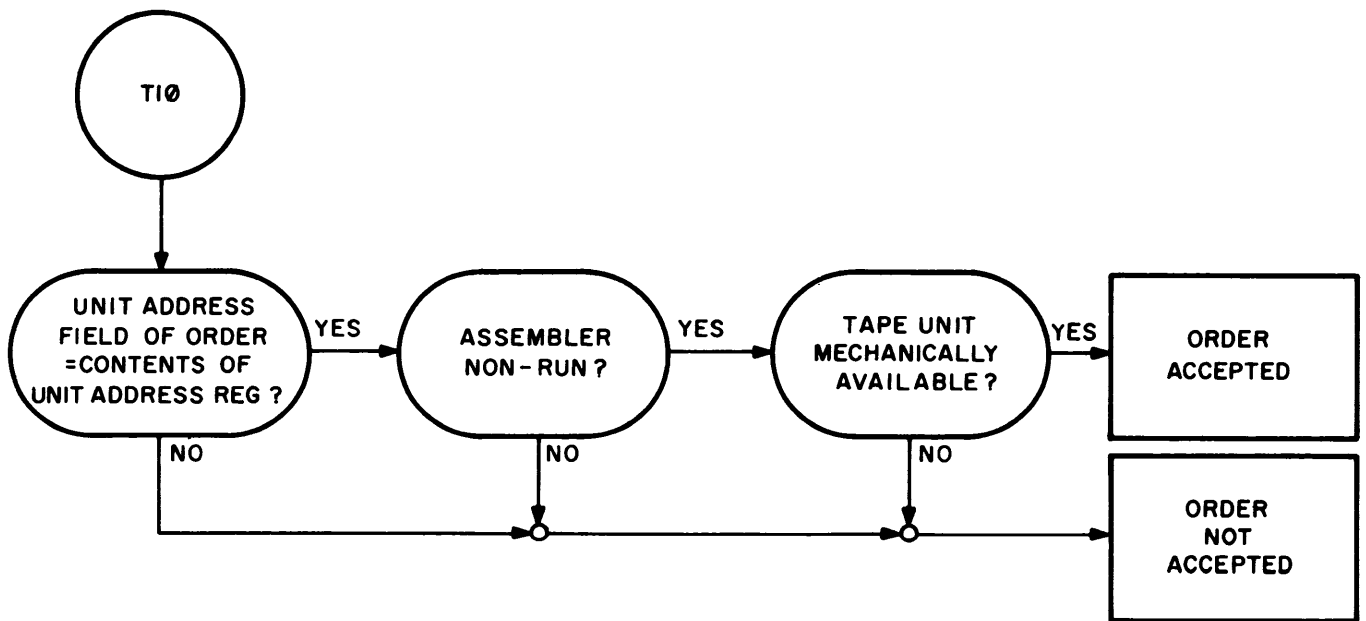 TIØ
UNIT ADDRESS
FIELD OF ORDER
=CONTENTS OF
UNIT ADDRESS REG ?
YES
NO
ASSEMBLER
NON-RUN ?
YES
NO
TAPE UNIT
MECHANICALLY
AVAILABLE ?
YES
NO
ORDER
ACCEPTED
ORDER
NOT
ACCEPTED